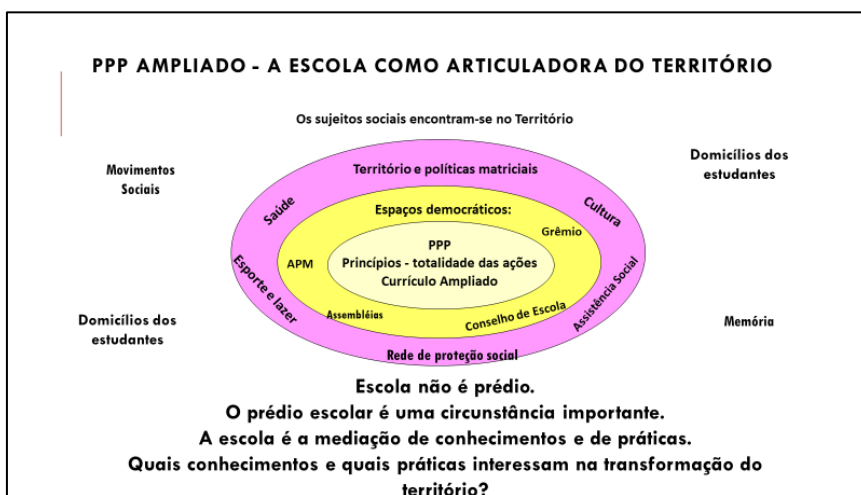 PPP AMPLIADO - A ESCOLA COMO ARTICULADORA DO TERRITÓRIO
Os sujeitos sociais encontram-se no Território
Movimentos
Sociais
Domicílios dos
estudantes
Território e políticas matriciais
Saúde
Cultura
Espaços democráticos:
Grêmio
PPP
Princípios - totalidade das ações
Currículo Ampliado
APM
Esporte e lazer
Assistência Social
Assembléias
Conselho de Escola
Domicílios dos
estudantes
Memória
Rede de proteção social
Escola não é prédio.
O prédio escolar é uma circunstância importante.
A escola é a mediação de conhecimentos e de práticas.
Quais conhecimentos e quais práticas interessam na transformação do
território?